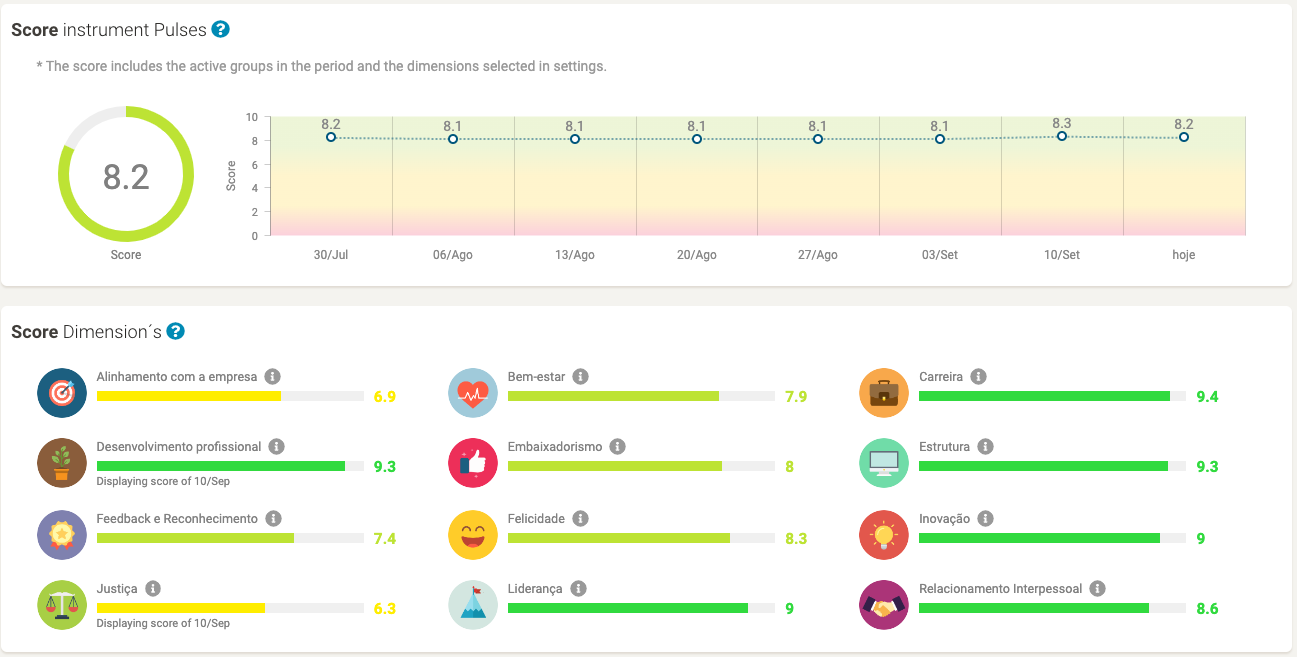 Score instrument Pulses ?
* The score includes the active groups in the period and the dimensions selected in settings.
8.2
Score
Score
10
8
6
4
2
0
8.2 8.1 8.1 8.1 8.1 8.1 8.3 8.2
30/Jul 06/Ago 13/Ago 20/Ago 27/Ago 03/Set 10/Set hoje
Score Dimension´s ?
Alinhamento com a empresa i
6.9
Bem-estar i
7.9
Carreira i
9.4
Desenvolvimento profissional i
9.3
Displaying score of 10/Sep
Embaixadorismo i
8
Estrutura i
9.3
Feedback e Reconhecimento i
7.4
Felicidade i
8.3
Inovação i
9
Justiça i
6.3
Displaying score of 10/Sep
Liderança i
9
Relacionamento Interpessoal i
8.6